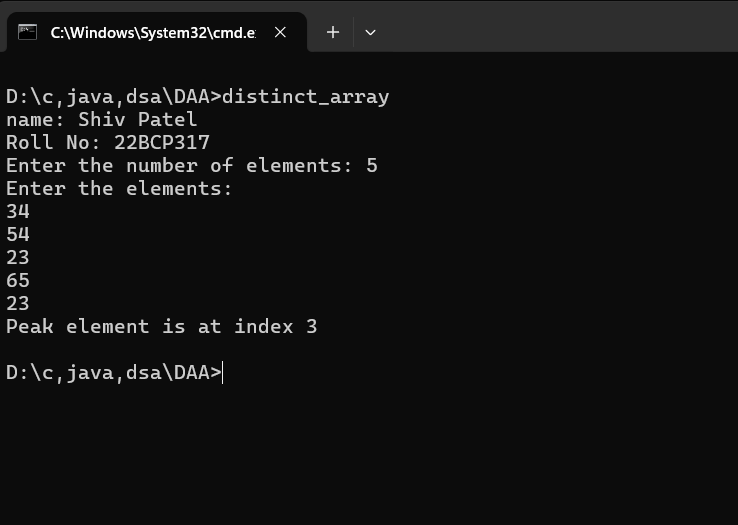 C:\Windows\System32\cmd.e
D:\c,java,dsa\DAA>distinct_array
name: Shiv Patel
Roll No: 22BCP317
Enter the number of elements: 5
Enter the elements:
34
54
23
65
23
Peak element is at index 3
D:\c,java,dsa\DAA>